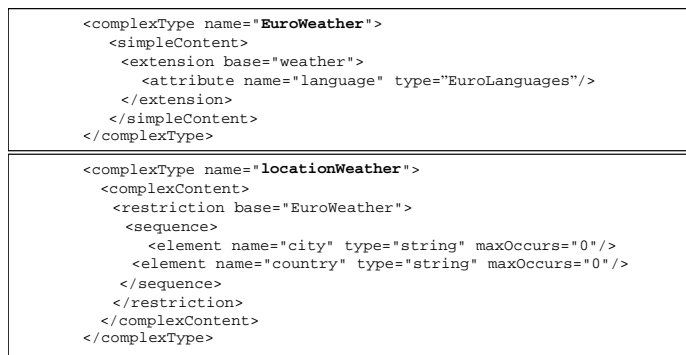 <complexType name="EuroWeather">
<simpleContent>
<extension base="weather">
<attribute name="language" type=”EuroLanguages”/>
</extension>
</simpleContent>
</complexType>
<complexType name="locationWeather">
<complexContent>
<restriction base="EuroWeather">
<sequence>
<element name="city" type="string" maxOccurs="0"/>
<element name="country" type="string" maxOccurs="0"/>
</sequence>
</restriction>
</complexContent>
</complexType>